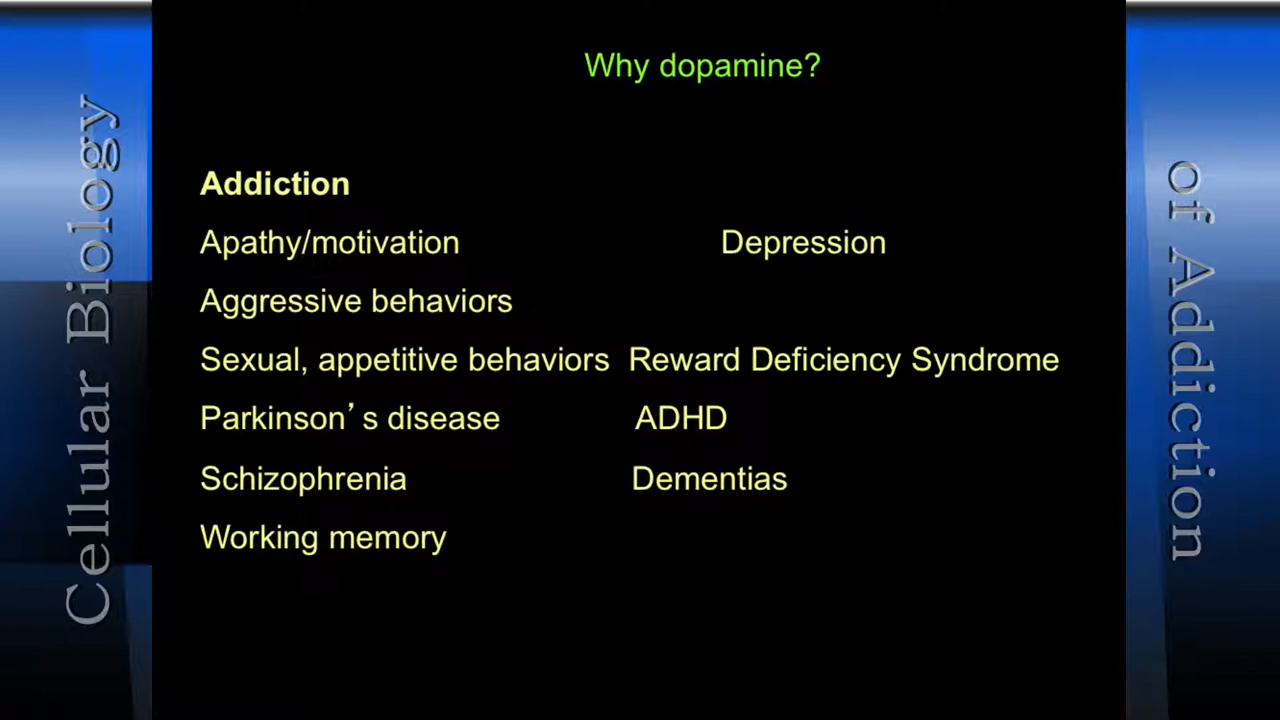 Cellular Biology
Why dopamine?
Addiction
Apathy/motivation Depression
Aggressive behaviors
Sexual, appetitive behaviors Reward Deficiency Syndrome
Parkinson’s disease ADHD
Schizophrenia Dementias
Working memory
of Addiction